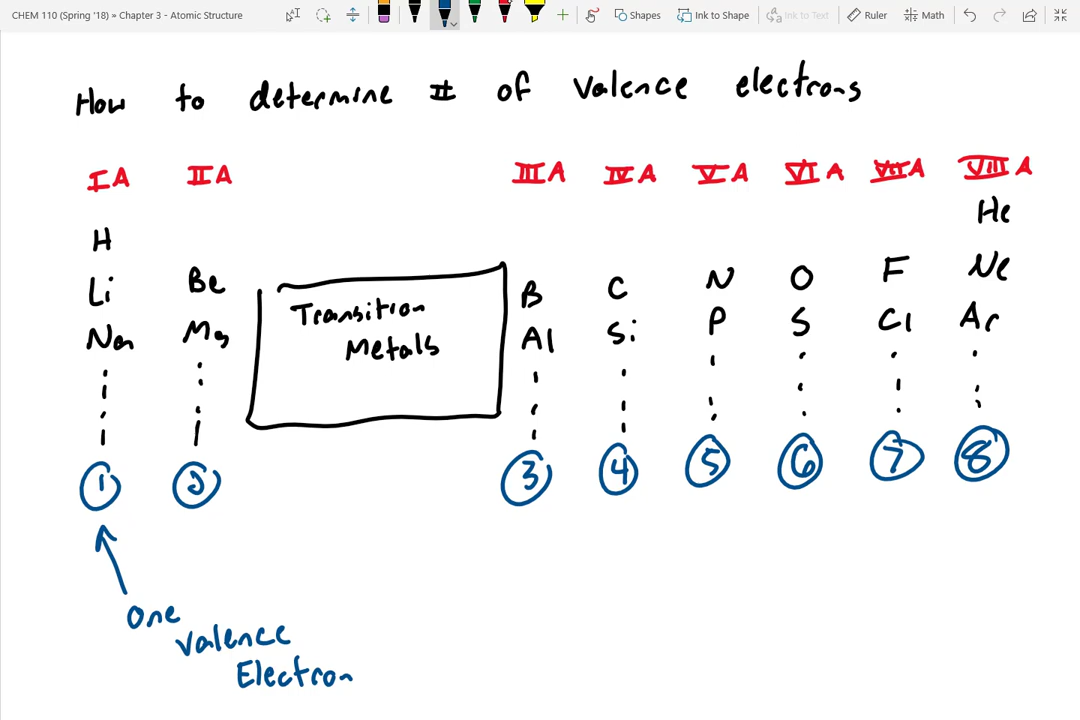 CHEM 110 (Spring '18) » Chapter 3 - Atomic Structure
Shapes
Ink to Shape
Ink to Text
Ruler
Math
How to determine # of valence electrons
IA IIA IIIA IVA VA VIA VIIA VIIIA
He
H
Li Be B C N O F Ne
Na Mg Al Si P S Cl Ar
Transition
Metals
1 2 3 4 5 6 7 8
One
Valence
Electron